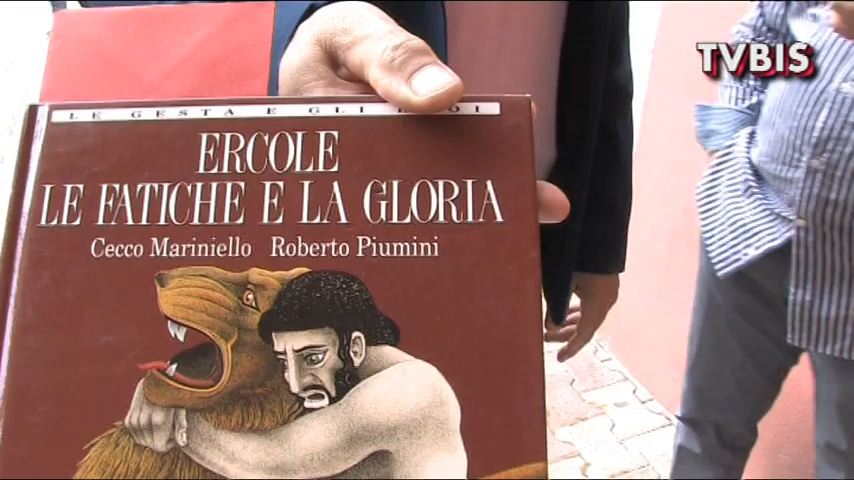 TVBIS
LE GESTA E GLI EROI
ERCOLE
LE FATICHE E LA GLORIA
Cecco Mariniello Roberto Piumini